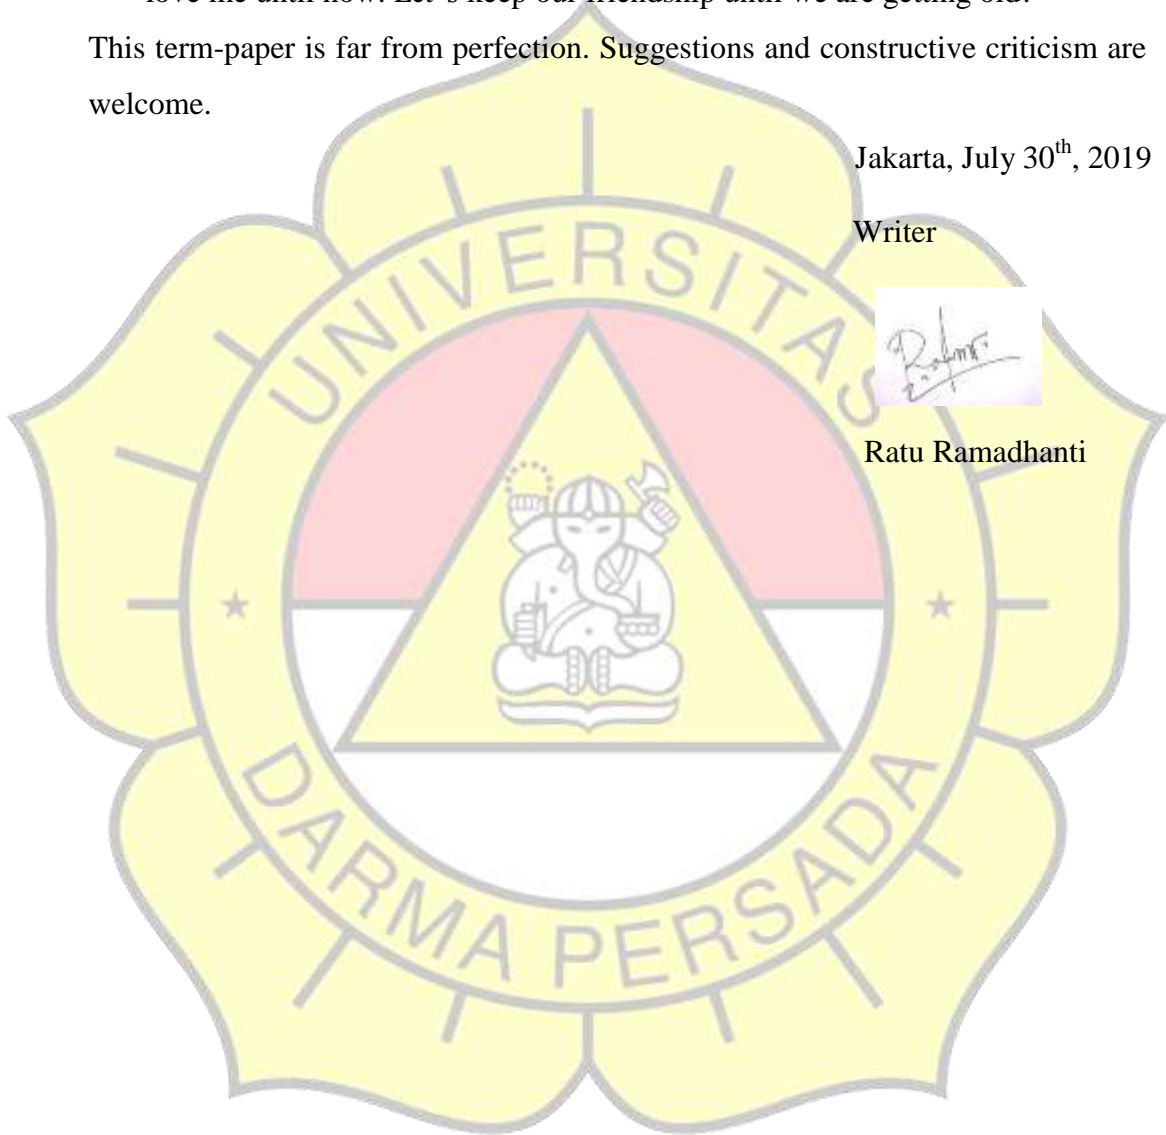 love me until now. Let's keep our friendship until we are getting old.
This term-paper is far from perfection. Suggestions and constructive criticism are
welcome.
Jakarta, July 30th, 2019
Writer
Ratu Ramadhanti
UNIVERSITAS
DARMA PERSADA